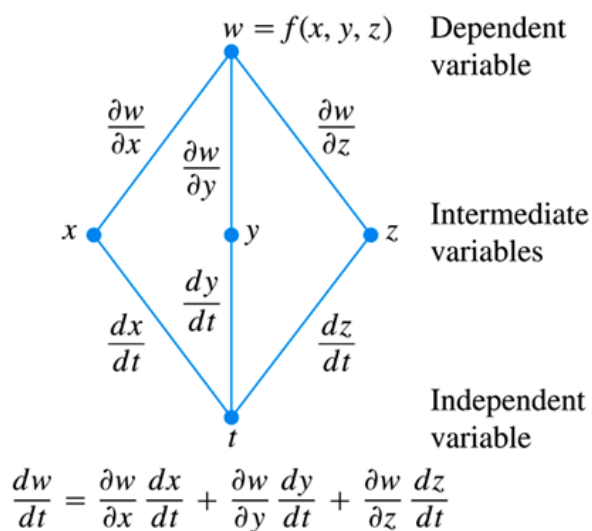 w = f(x, y, z)
Dependent
variable
∂w/∂x
∂w/∂y
∂w/∂z
x
y
z
Intermediate
variables
dx/dt
dy/dt
dz/dt
Independent
variable
t
dw/dt = ∂w/∂x dx/dt + ∂w/∂y dy/dt + ∂w/∂z dz/dt